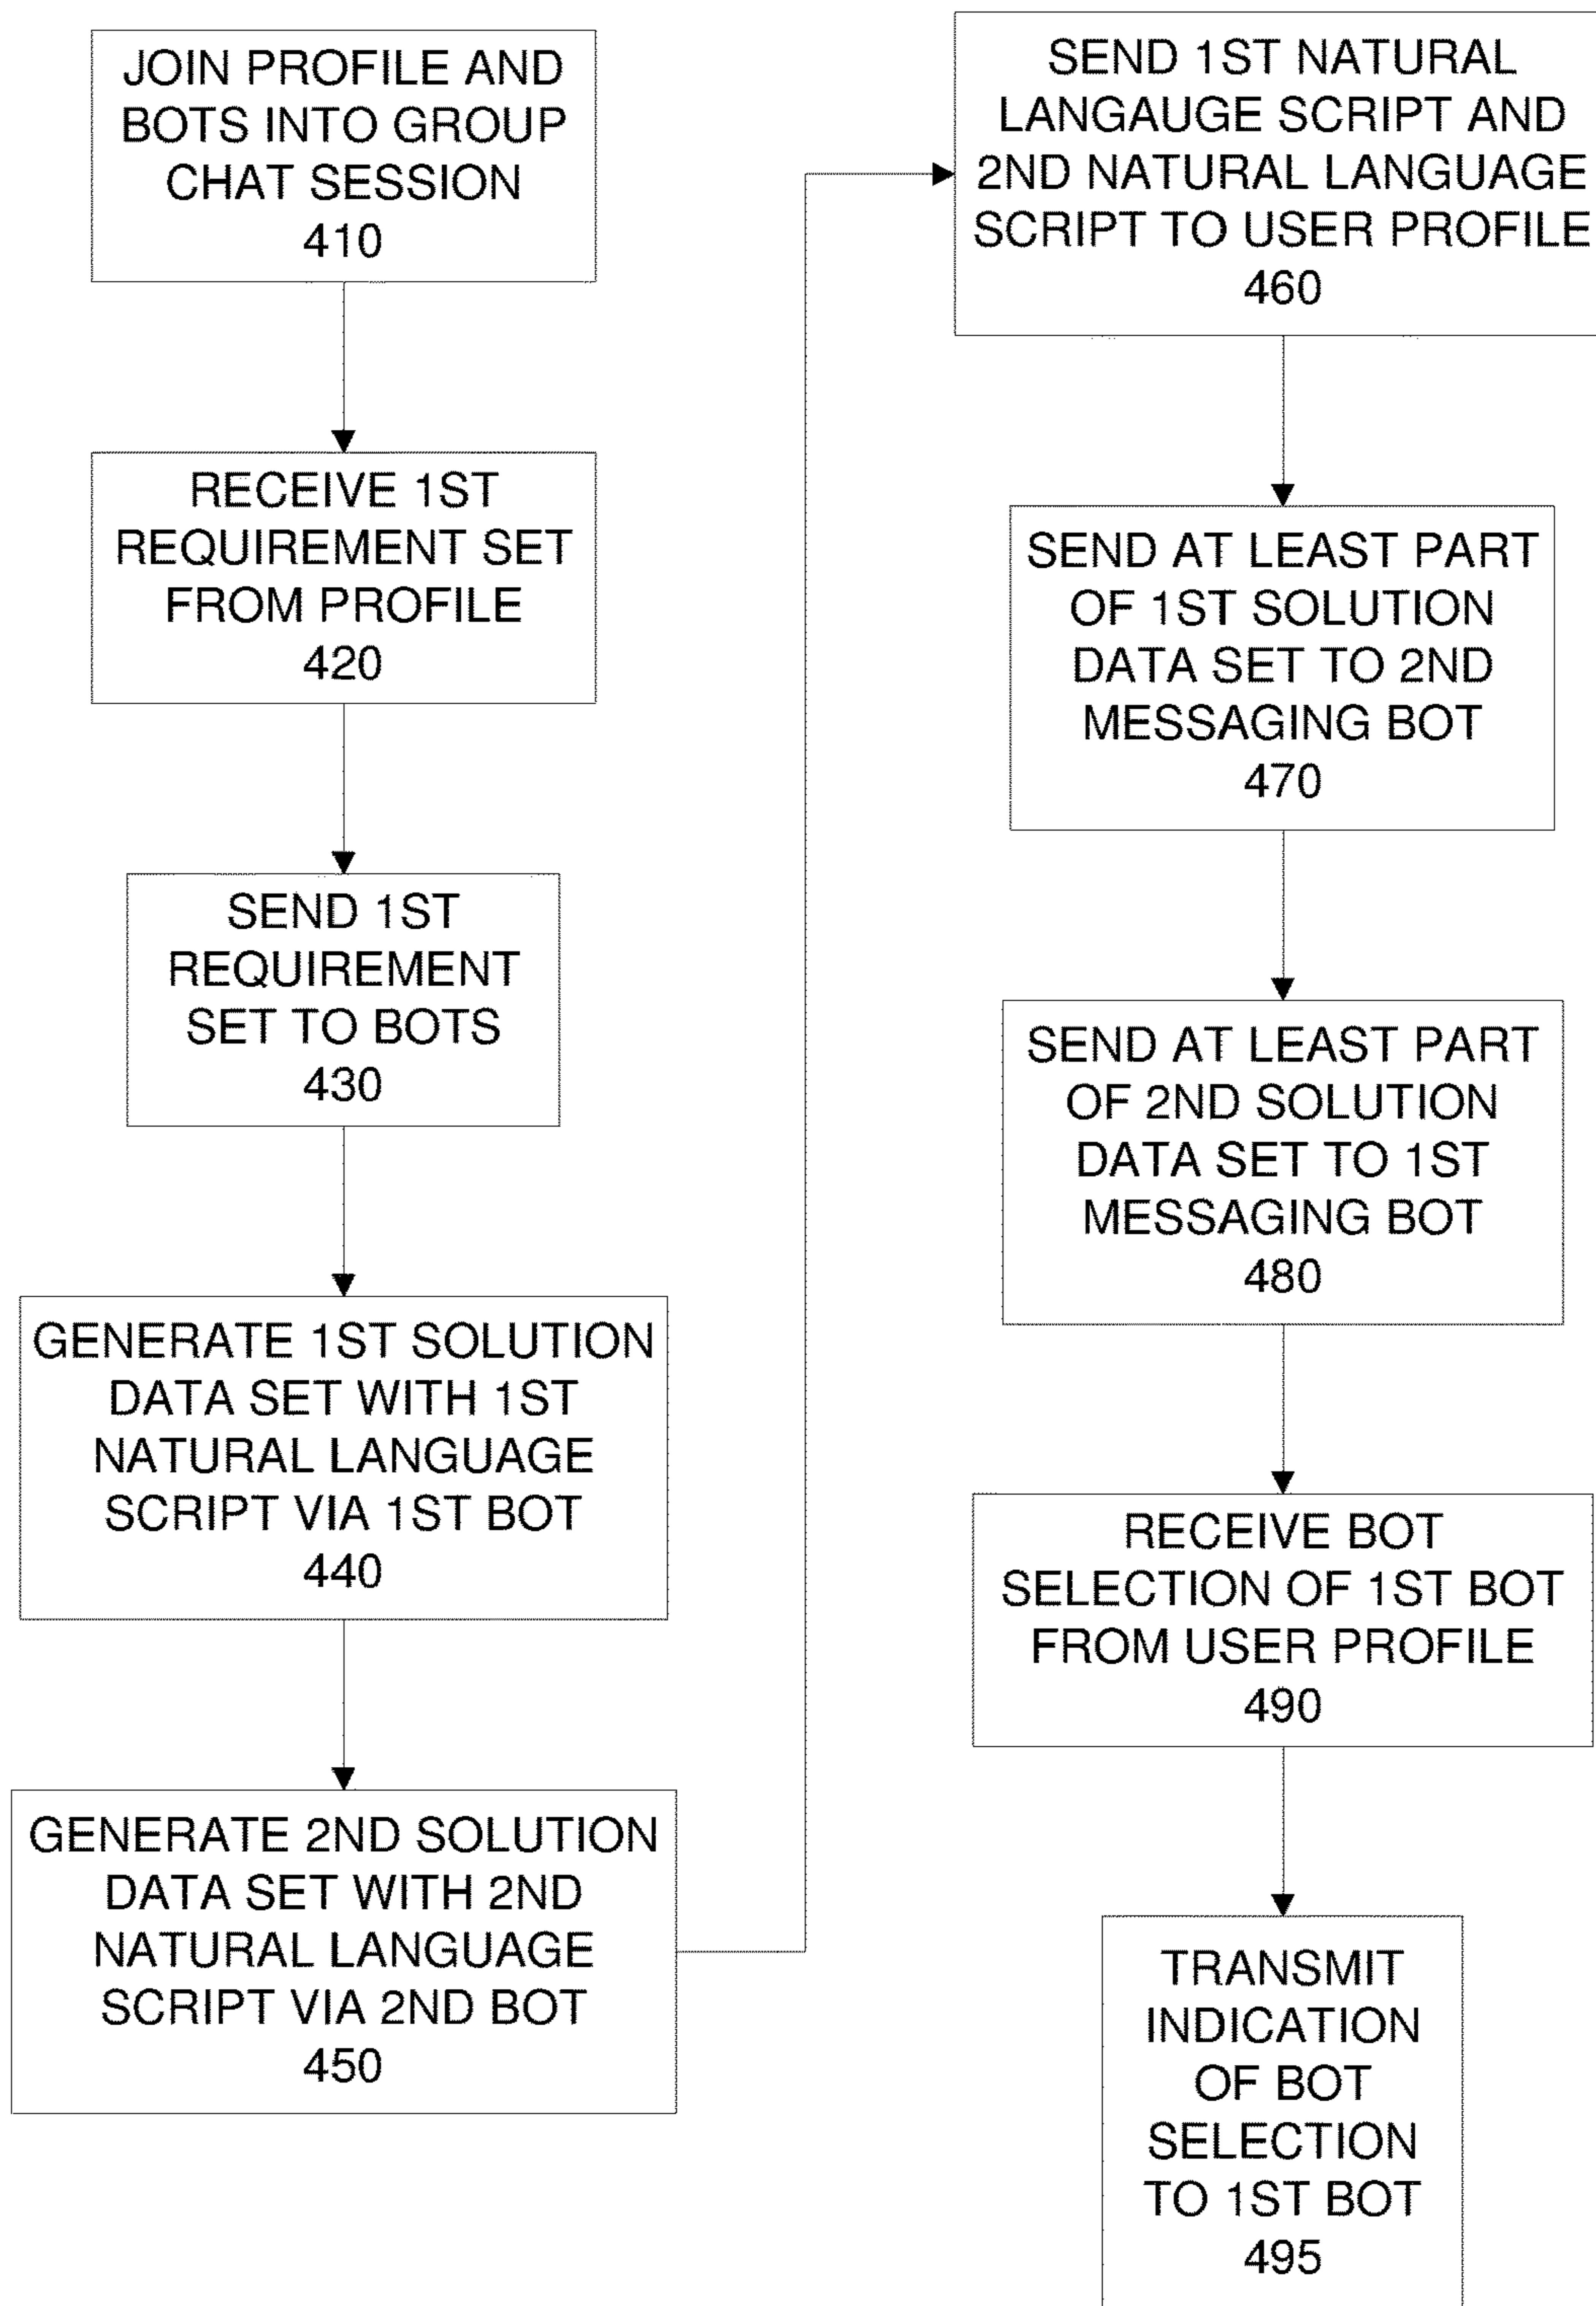 JOIN PROFILE AND
BOTS INTO GROUP
CHAT SESSION
410
RECEIVE 1ST
REQUIREMENT SET
FROM PROFILE
420
SEND 1ST
REQUIREMENT
SET TO BOTS
430
GENERATE 1ST SOLUTION
DATA SET WITH 1ST
NATURAL LANGUAGE
SCRIPT VIA 1ST BOT
440
GENERATE 2ND SOLUTION
DATA SET WITH 2ND
NATURAL LANGUAGE
SCRIPT VIA 2ND BOT
450
SEND 1ST NATURAL
LANGAUGE SCRIPT AND
2ND NATURAL LANGUAGE
SCRIPT TO USER PROFILE
460
SEND AT LEAST PART
OF 1ST SOLUTION
DATA SET TO 2ND
MESSAGING BOT
470
SEND AT LEAST PART
OF 2ND SOLUTION
DATA SET TO 1ST
MESSAGING BOT
480
RECEIVE BOT
SELECTION OF 1ST BOT
FROM USER PROFILE
490
TRANSMIT
INDICATION
OF BOT
SELECTION
TO 1ST BOT
495